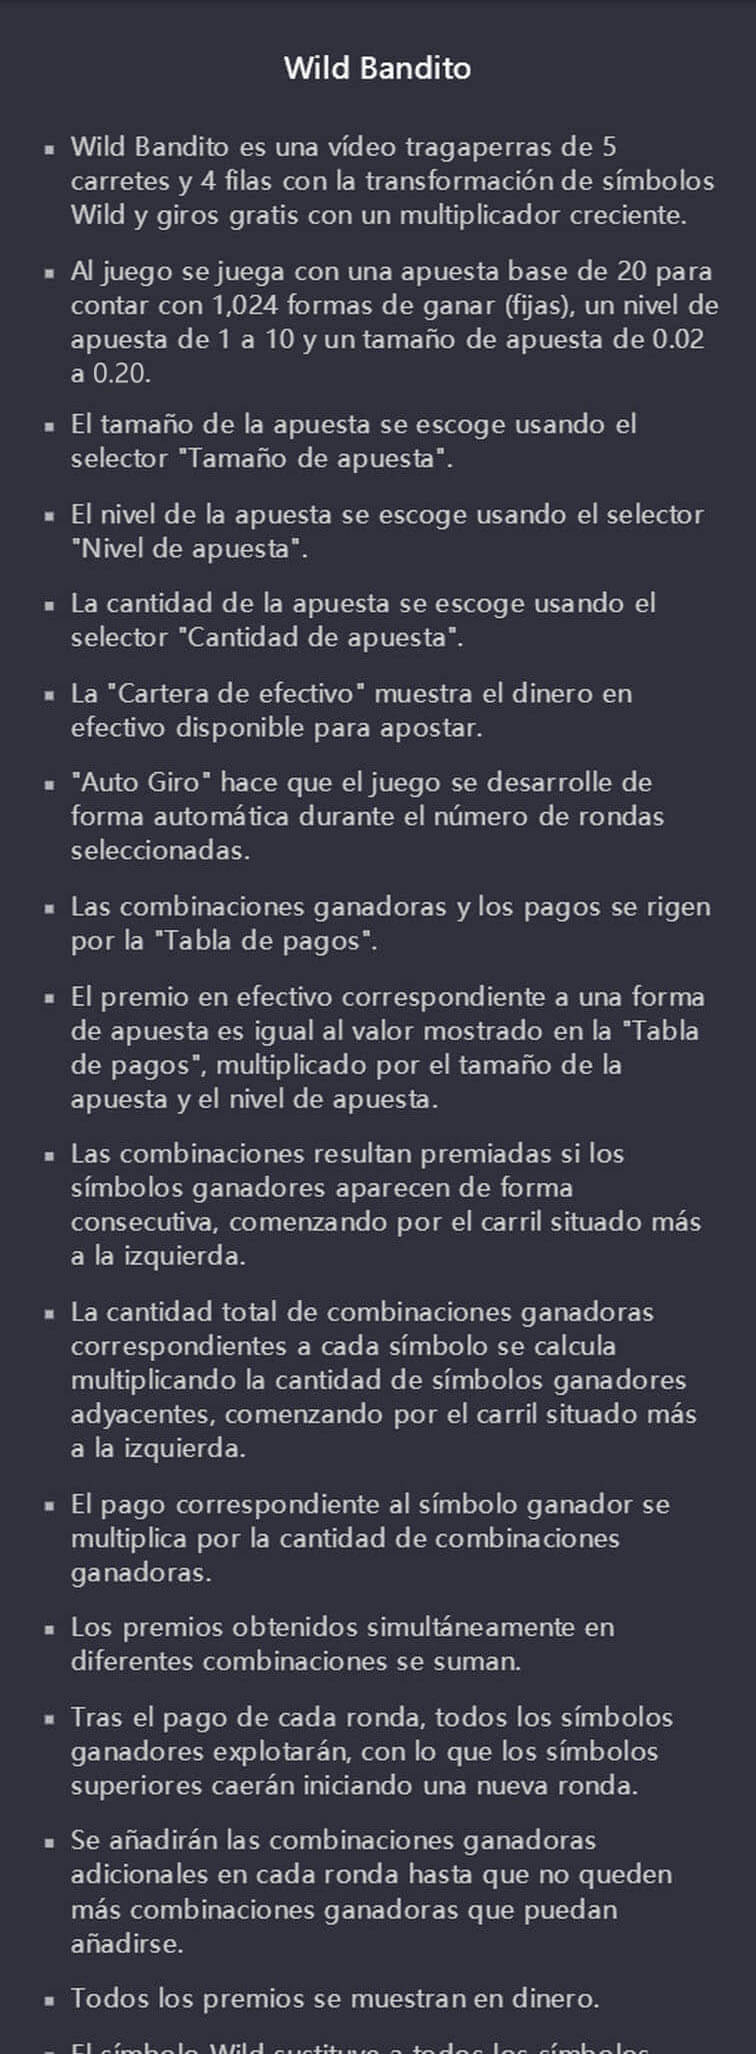 Wild Bandito
▪ Wild Bandito es una vídeo tragaperras de 5
carretes y 4 filas con la transformación de símbolos
Wild y giros gratis con un multiplicador creciente.
▪ Al juego se juega con una apuesta base de 20 para
contar con 1,024 formas de ganar (fijas), un nivel de
apuesta de 1 a 10 y un tamaño de apuesta de 0.02
a 0.20.
▪ El tamaño de la apuesta se escoge usando el
selector "Tamaño de apuesta".
▪ El nivel de la apuesta se escoge usando el selector
"Nivel de apuesta".
▪ La cantidad de la apuesta se escoge usando el
selector "Cantidad de apuesta".
▪ La "Cartera de efectivo" muestra el dinero en
efectivo disponible para apostar.
▪ "Auto Giro" hace que el juego se desarrolle de
forma automática durante el número de rondas
seleccionadas.
▪ Las combinaciones ganadoras y los pagos se rigen
por la "Tabla de pagos".
▪ El premio en efectivo correspondiente a una forma
de apuesta es igual al valor mostrado en la "Tabla
de pagos", multiplicado por el tamaño de la
apuesta y el nivel de apuesta.
▪ Las combinaciones resultan premiadas si los
símbolos ganadores aparecen de forma
consecutiva, comenzando por el carril situado más
a la izquierda.
▪ La cantidad total de combinaciones ganadoras
correspondientes a cada símbolo se calcula
multiplicando la cantidad de símbolos ganadores
adyacentes, comenzando por el carril situado más
a la izquierda.
▪ El pago correspondiente al símbolo ganador se
multiplica por la cantidad de combinaciones
ganadoras.
▪ Los premios obtenidos simultáneamente en
diferentes combinaciones se suman.
▪ Tras el pago de cada ronda, todos los símbolos
ganadores explotarán, con lo que los símbolos
superiores caerán iniciando una nueva ronda.
▪ Se añadirán las combinaciones ganadoras
adicionales en cada ronda hasta que no queden
más combinaciones ganadoras que puedan
añadirse.
▪ Todos los premios se muestran en dinero.
▪ El símbolo Wild sustituye a todos los símbolos